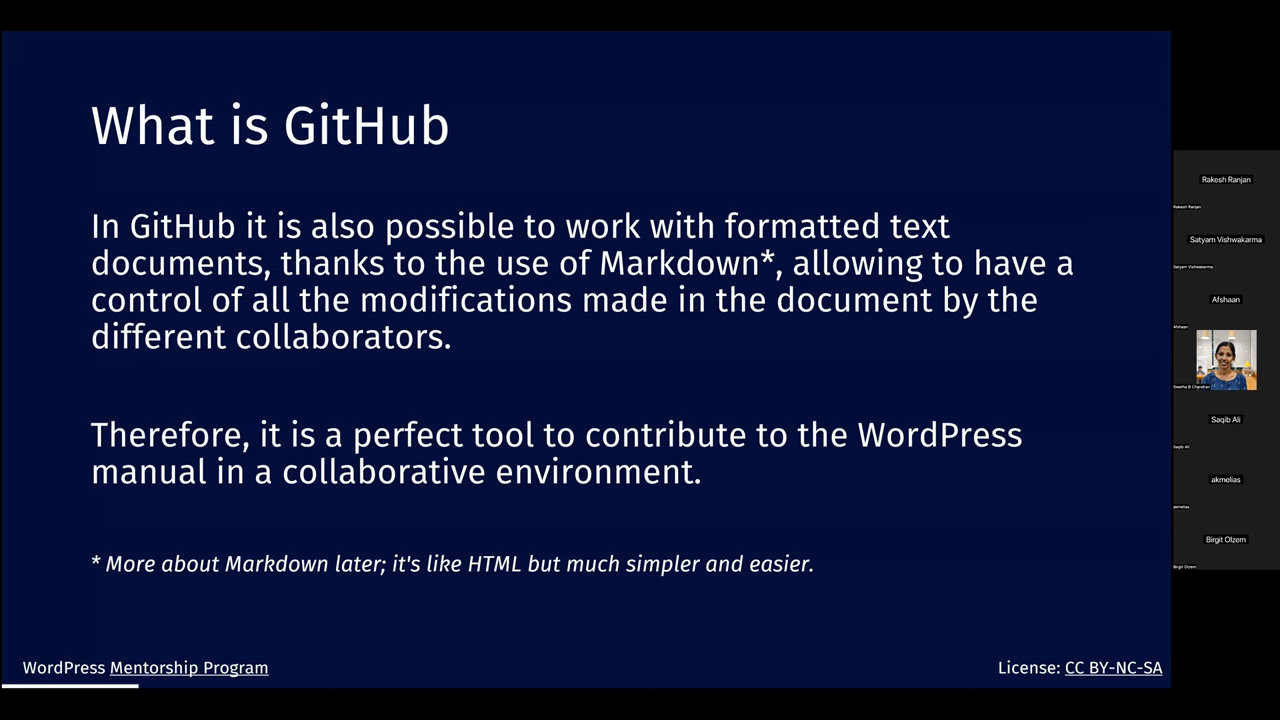 What is GitHub
In GitHub it is also possible to work with formatted text
documents, thanks to the use of Markdown*, allowing to have a
control of all the modifications made in the document by the
different collaborators.
Therefore, it is a perfect tool to contribute to the WordPress
manual in a collaborative environment.
* More about Markdown later; it's like HTML but much simpler and easier.
WordPress Mentorship Program
License: CC BY-NC-SA
Rakesh Ranjan
Rakesh Ranjan
Satyam Vishwakarma
Satyam Vishwakarma
Afshaan
Afshaan
Swetha B Chandran
Saqib Ali
Saqib Ali
akmelias
akmelias
Birgit Olzem
Birgit Olzem